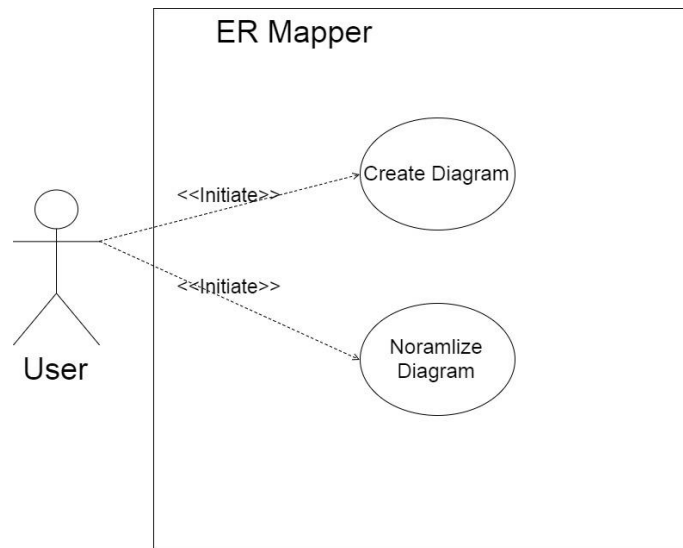 ER Mapper
Create Diagram
<<Initiate>>
<<Initiate>>
Noramlize
Diagram
User